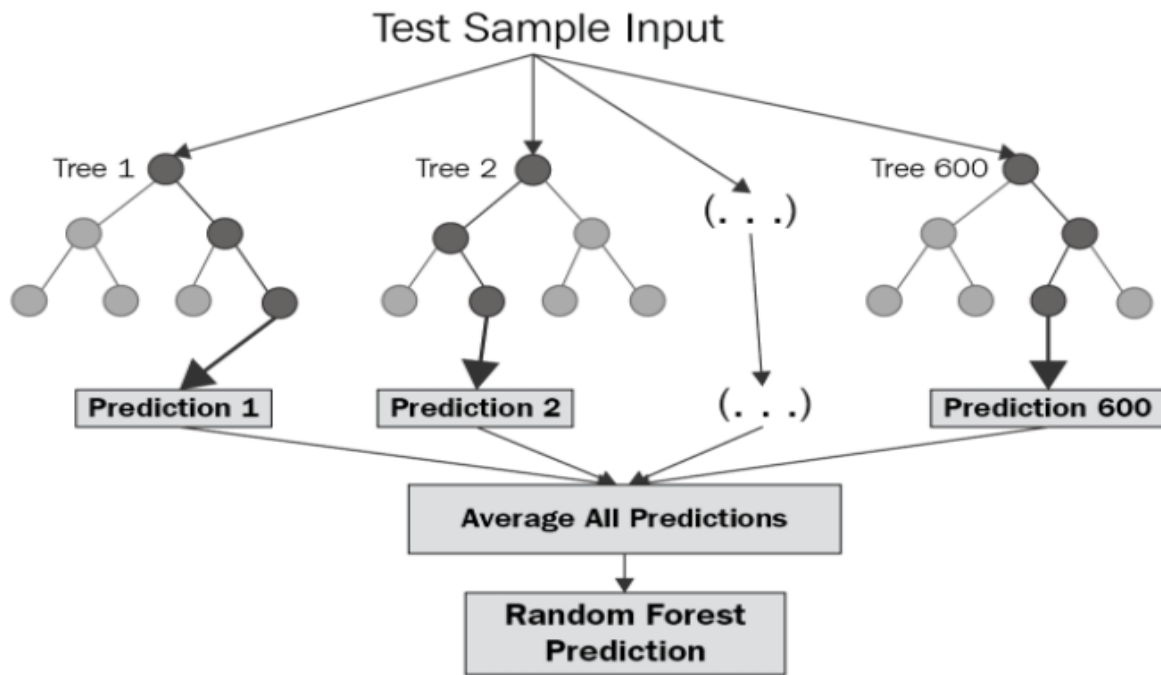 Test Sample Input
Tree 1
Tree 2
Tree 600
(. . .)
Prediction 1
Prediction 2
(. . .)
Prediction 600
Average All Predictions
Random Forest
Prediction